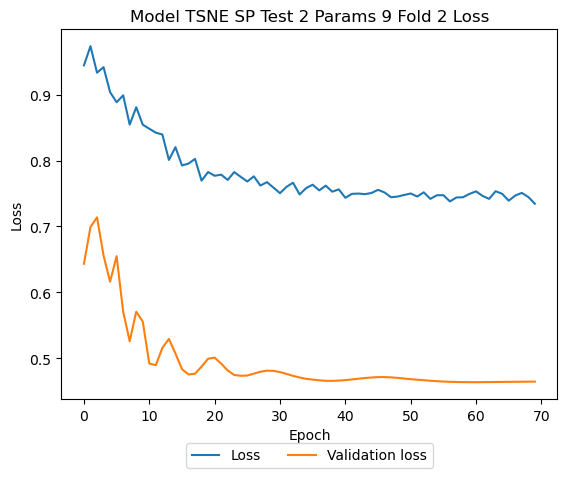 Model TSNE SP Test 2 Params 9 Fold 2 Loss
Loss
0.9
0.8
0.7
0.6
0.5
0 10 20 30 40 50 60 70
Epoch
Loss Validation loss